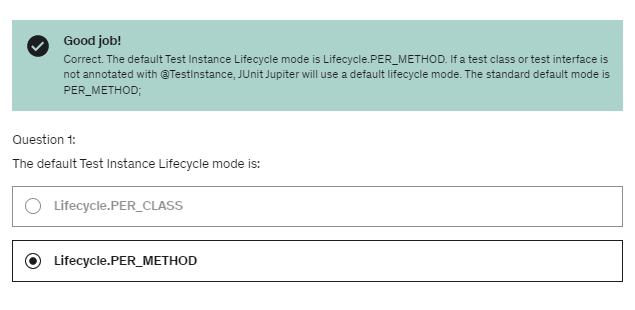 Good job!
Correct. The default Test Instance Lifecycle mode is Lifecycle.PER_METHOD. If a test class or test interface is
not annotated with @TestInstance, JUnit Jupiter will use a default lifecycle mode. The standard default mode is
PER_METHOD;
Question 1:
The default Test Instance Lifecycle mode is:
Lifecycle.PER_CLASS
Lifecycle.PER_METHOD